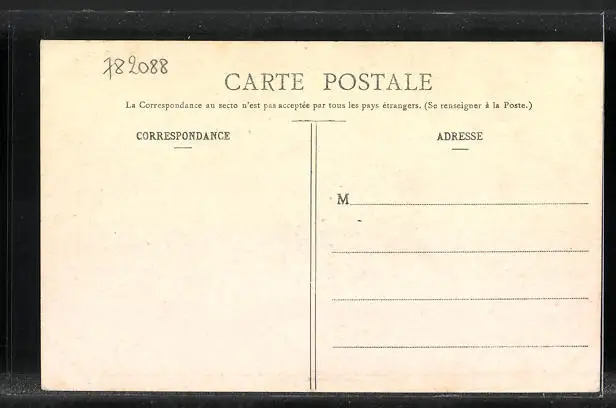 782088
CARTE POSTALE
La Correspondance au secto n'est pas acceptée par tous les pays étrangers. (Se renseigner à la Poste.)
CORRESPONDANCE
ADRESSE
M